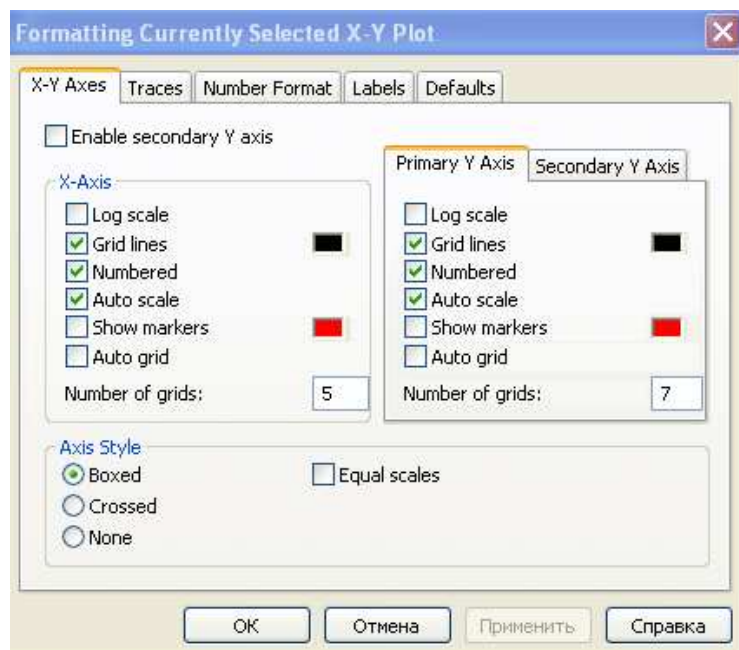 Formatting Currently Selected X-Y Plot
X-Y Axes Traces Number Format Labels Defaults
Enable secondary Y axis
X-Axis
Log scale
Grid lines
Numbered
Auto scale
Show markers
Auto grid
Number of grids: 5
Primary Y Axis Secondary Y Axis
Log scale
Grid lines
Numbered
Auto scale
Show markers
Auto grid
Number of grids: 7
Axis Style
Boxed Equal scales
Crossed
None
OK Отмена Применить Справка